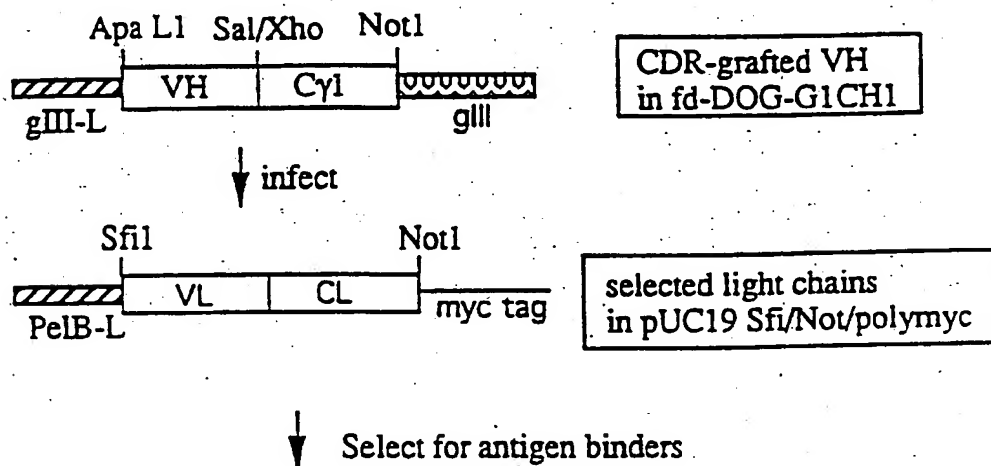 Apa L1 Sal/Xho Not1
VH Cγ1
gIII-L gIII
CDR-grafted VH
in fd-DOG-G1CH1
infect
Sfi1 Not1
VL CL
PelB-L myc tag
selected light chains
in pUC19 Sfi/Not/polymyc
Select for antigen binders